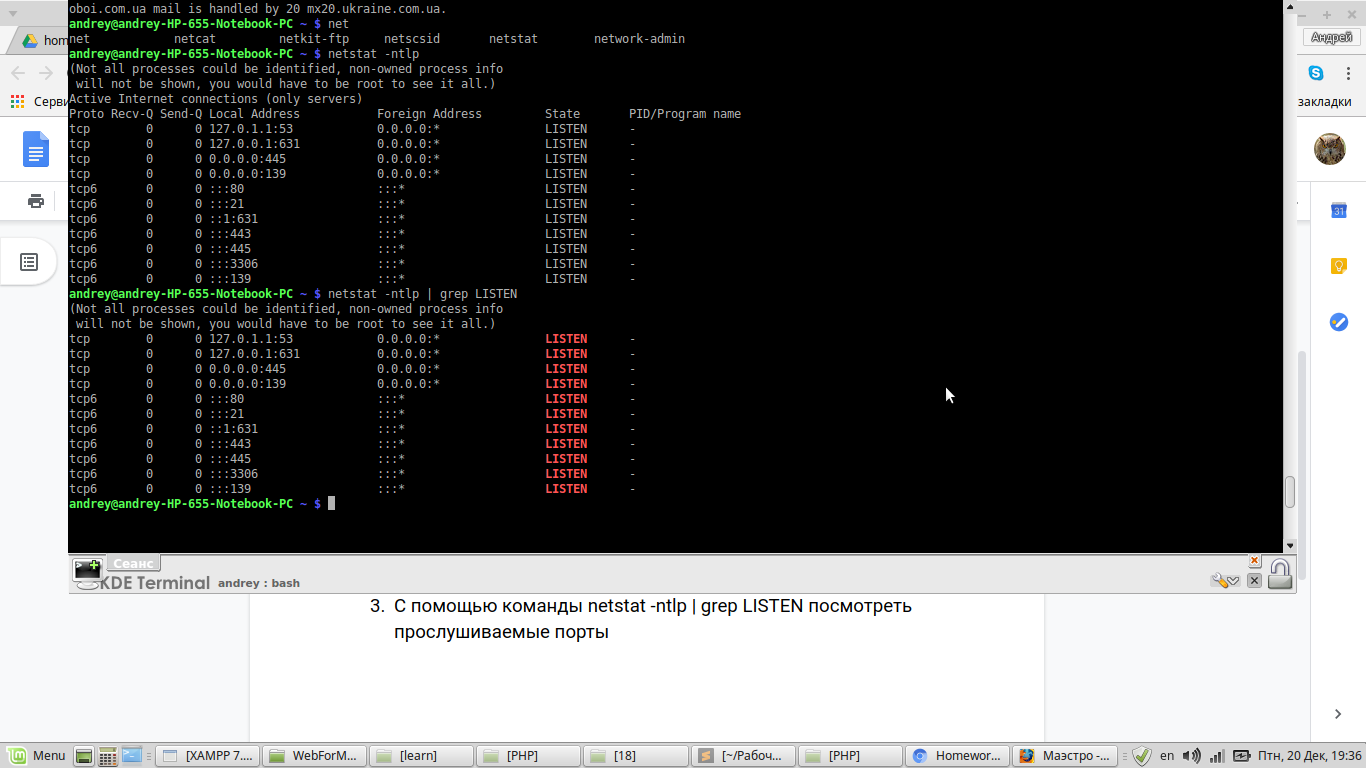 oboi.com.ua mail is handled by 20 mx20.ukraine.com.ua.
andrey@andrey-HP-655-Notebook-PC ~ $ net
net netcat netkit-ftp netscsid netstat network-admin
andrey@andrey-HP-655-Notebook-PC ~ $ netstat -ntlp
(Not all processes could be identified, non-owned process info
will not be shown, you would have to be root to see it all.)
Active Internet connections (only servers)
Proto Recv-Q Send-Q Local Address Foreign Address State PID/Program name
tcp 0 0 127.0.1.1:53 0.0.0.0:* LISTEN -
tcp 0 0 127.0.0.1:631 0.0.0.0:* LISTEN -
tcp 0 0 0.0.0.0:445 0.0.0.0:* LISTEN -
tcp 0 0 0.0.0.0:139 0.0.0.0:* LISTEN -
tcp6 0 0 :::80 :::* LISTEN -
tcp6 0 0 :::21 :::* LISTEN -
tcp6 0 0 ::1:631 :::* LISTEN -
tcp6 0 0 :::443 :::* LISTEN -
tcp6 0 0 :::445 :::* LISTEN -
tcp6 0 0 :::3306 :::* LISTEN -
tcp6 0 0 :::139 :::* LISTEN -
andrey@andrey-HP-655-Notebook-PC ~ $ netstat -ntlp | grep LISTEN
(Not all processes could be identified, non-owned process info
will not be shown, you would have to be root to see it all.)
tcp 0 0 127.0.1.1:53 0.0.0.0:* LISTEN -
tcp 0 0 127.0.0.1:631 0.0.0.0:* LISTEN -
tcp 0 0 0.0.0.0:445 0.0.0.0:* LISTEN -
tcp 0 0 0.0.0.0:139 0.0.0.0:* LISTEN -
tcp6 0 0 :::80 :::* LISTEN -
tcp6 0 0 :::21 :::* LISTEN -
tcp6 0 0 ::1:631 :::* LISTEN -
tcp6 0 0 :::443 :::* LISTEN -
tcp6 0 0 :::445 :::* LISTEN -
tcp6 0 0 :::3306 :::* LISTEN -
tcp6 0 0 :::139 :::* LISTEN -
andrey@andrey-HP-655-Notebook-PC ~ $
hom
Серви
Андрей
закладки
31
Сеанс
KDE Terminal andrey : bash
3. С помощью команды netstat -ntlp | grep LISTEN посмотреть
прослушиваемые порты
Menu [XAMPP 7.... WebForM... [learn] [PHP] [18] [~/Рабоч... [PHP] Homewor... Маэстро -... en Птн, 20 Дек, 19:36